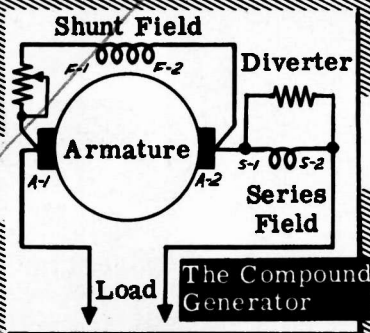 Shunt Field
F-1 F-2
Diverter
Armature
A-1 A-2 S-1 S-2
Series
Field
Load
The Compound
Generator